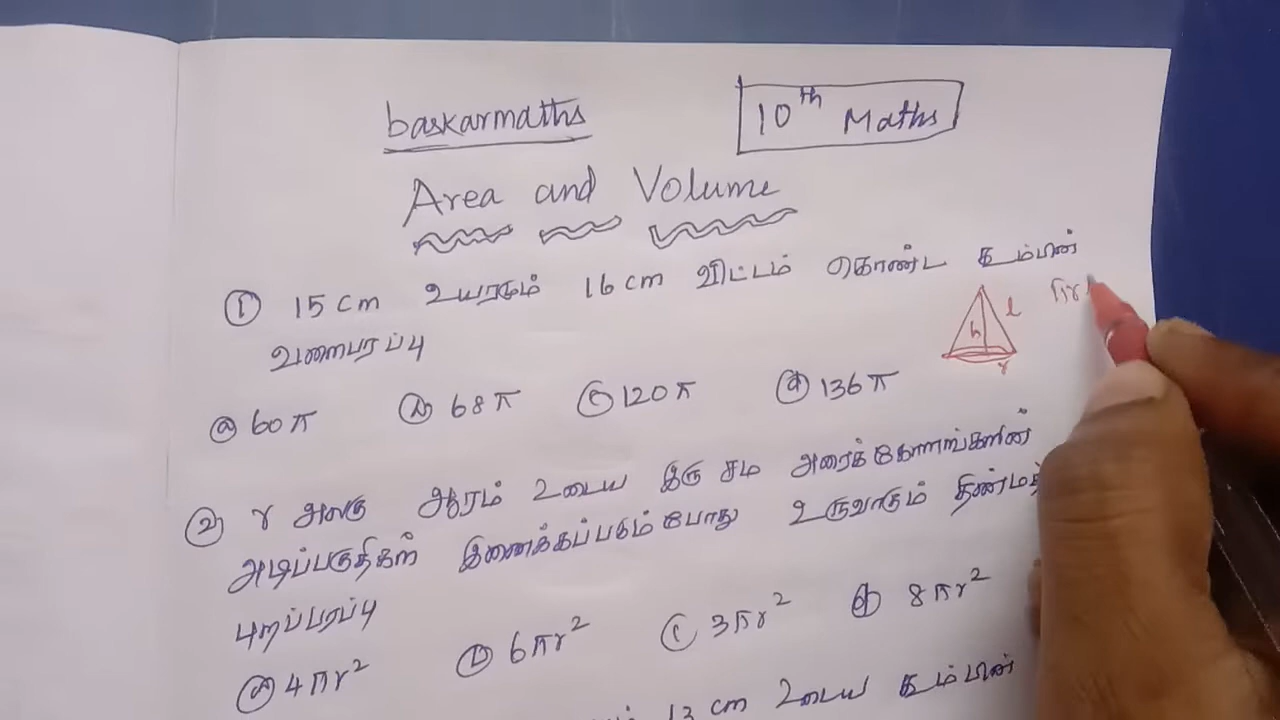 baskarmaths
10th Maths
Area and Volume
① 15 cm உயரமும் 16 cm விட்டம் கொண்ட கூம்பின்
வளைபரப்பு
h l r
πr
ⓐ 60π ⓑ 68π ⓒ 120π ⓓ 136π
② r அலகு ஆரம் உடைய இரு சம அரைக்கோளங்களின்
அடிப்பகுதிகள் இணைக்கப்படும்போது உருவாகும்
புறப்பரப்பு
ⓐ 4πr² ⓑ 6πr² ⓒ 3πr² ⓓ 8πr²
13 cm உடைய கூம்பின்